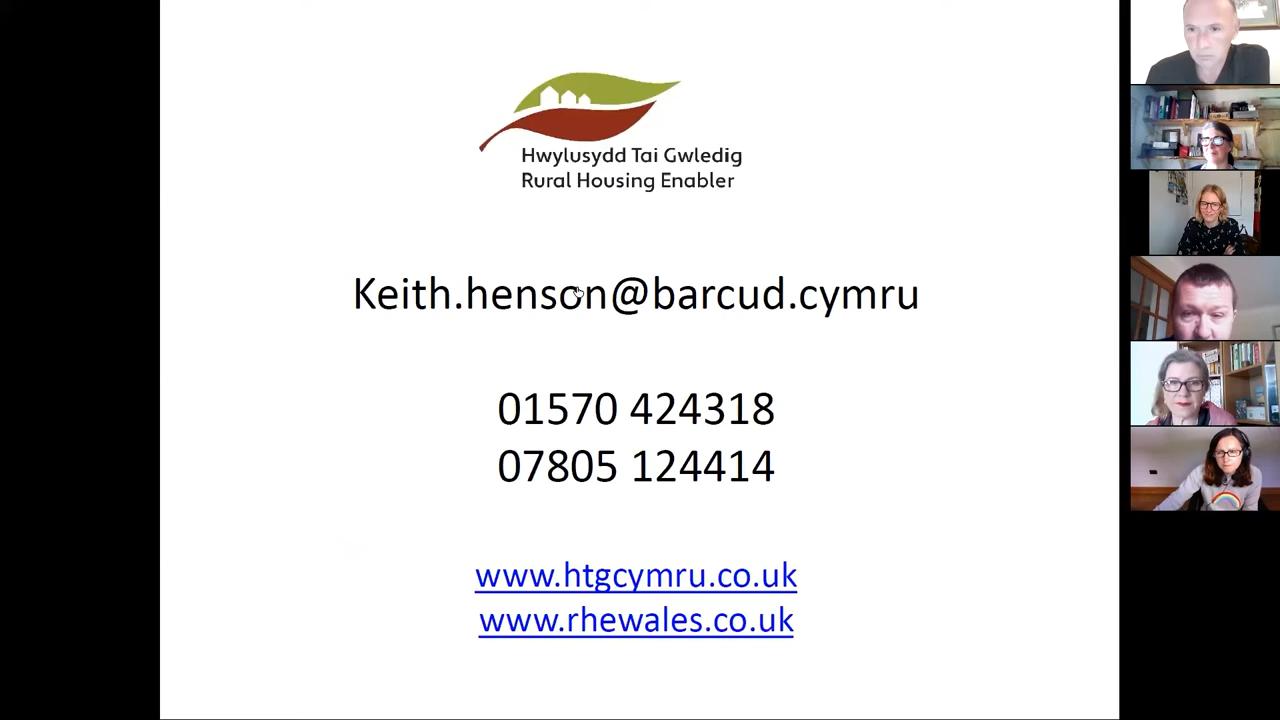 Hwylusydd Tai Gwledig
Rural Housing Enabler
Keith.henson@barcud.cymru
01570 424318
07805 124414
www.htgcymru.co.uk
www.rhewales.co.uk